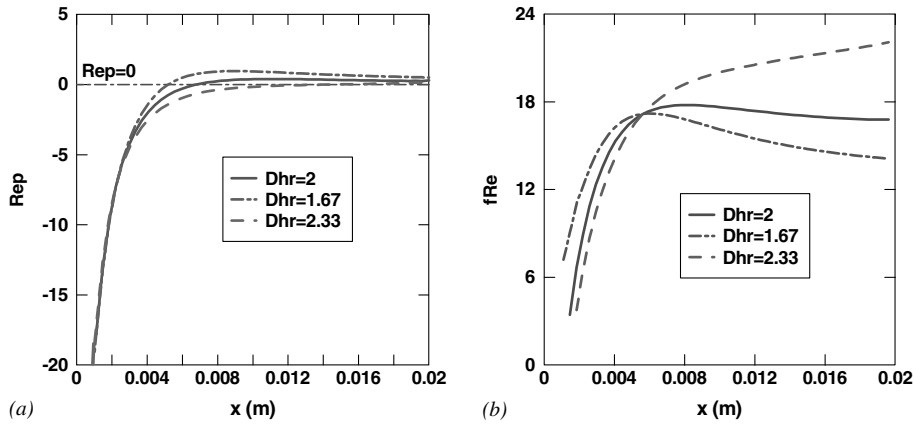 5
0
-5
-10
-15
-20
Rep
Rep=0
Dhr=2
Dhr=1.67
Dhr=2.33
0 0.004 0.008 0.012 0.016 0.02
x (m)
(a)
24
18
12
6
0
fRe
Dhr=2
Dhr=1.67
Dhr=2.33
0 0.004 0.008 0.012 0.016 0.02
x (m)
(b)